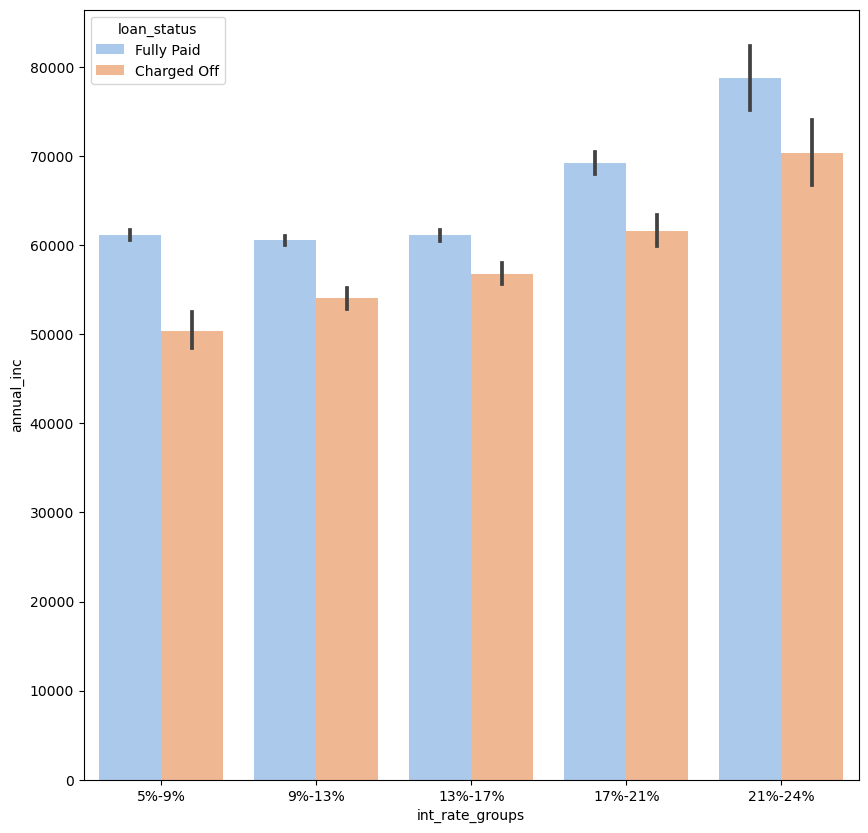 loan_status
Fully Paid
Charged Off
annual_inc
80000
70000
60000
50000
40000
30000
20000
10000
0
5%-9%
9%-13%
13%-17%
17%-21%
21%-24%
int_rate_groups